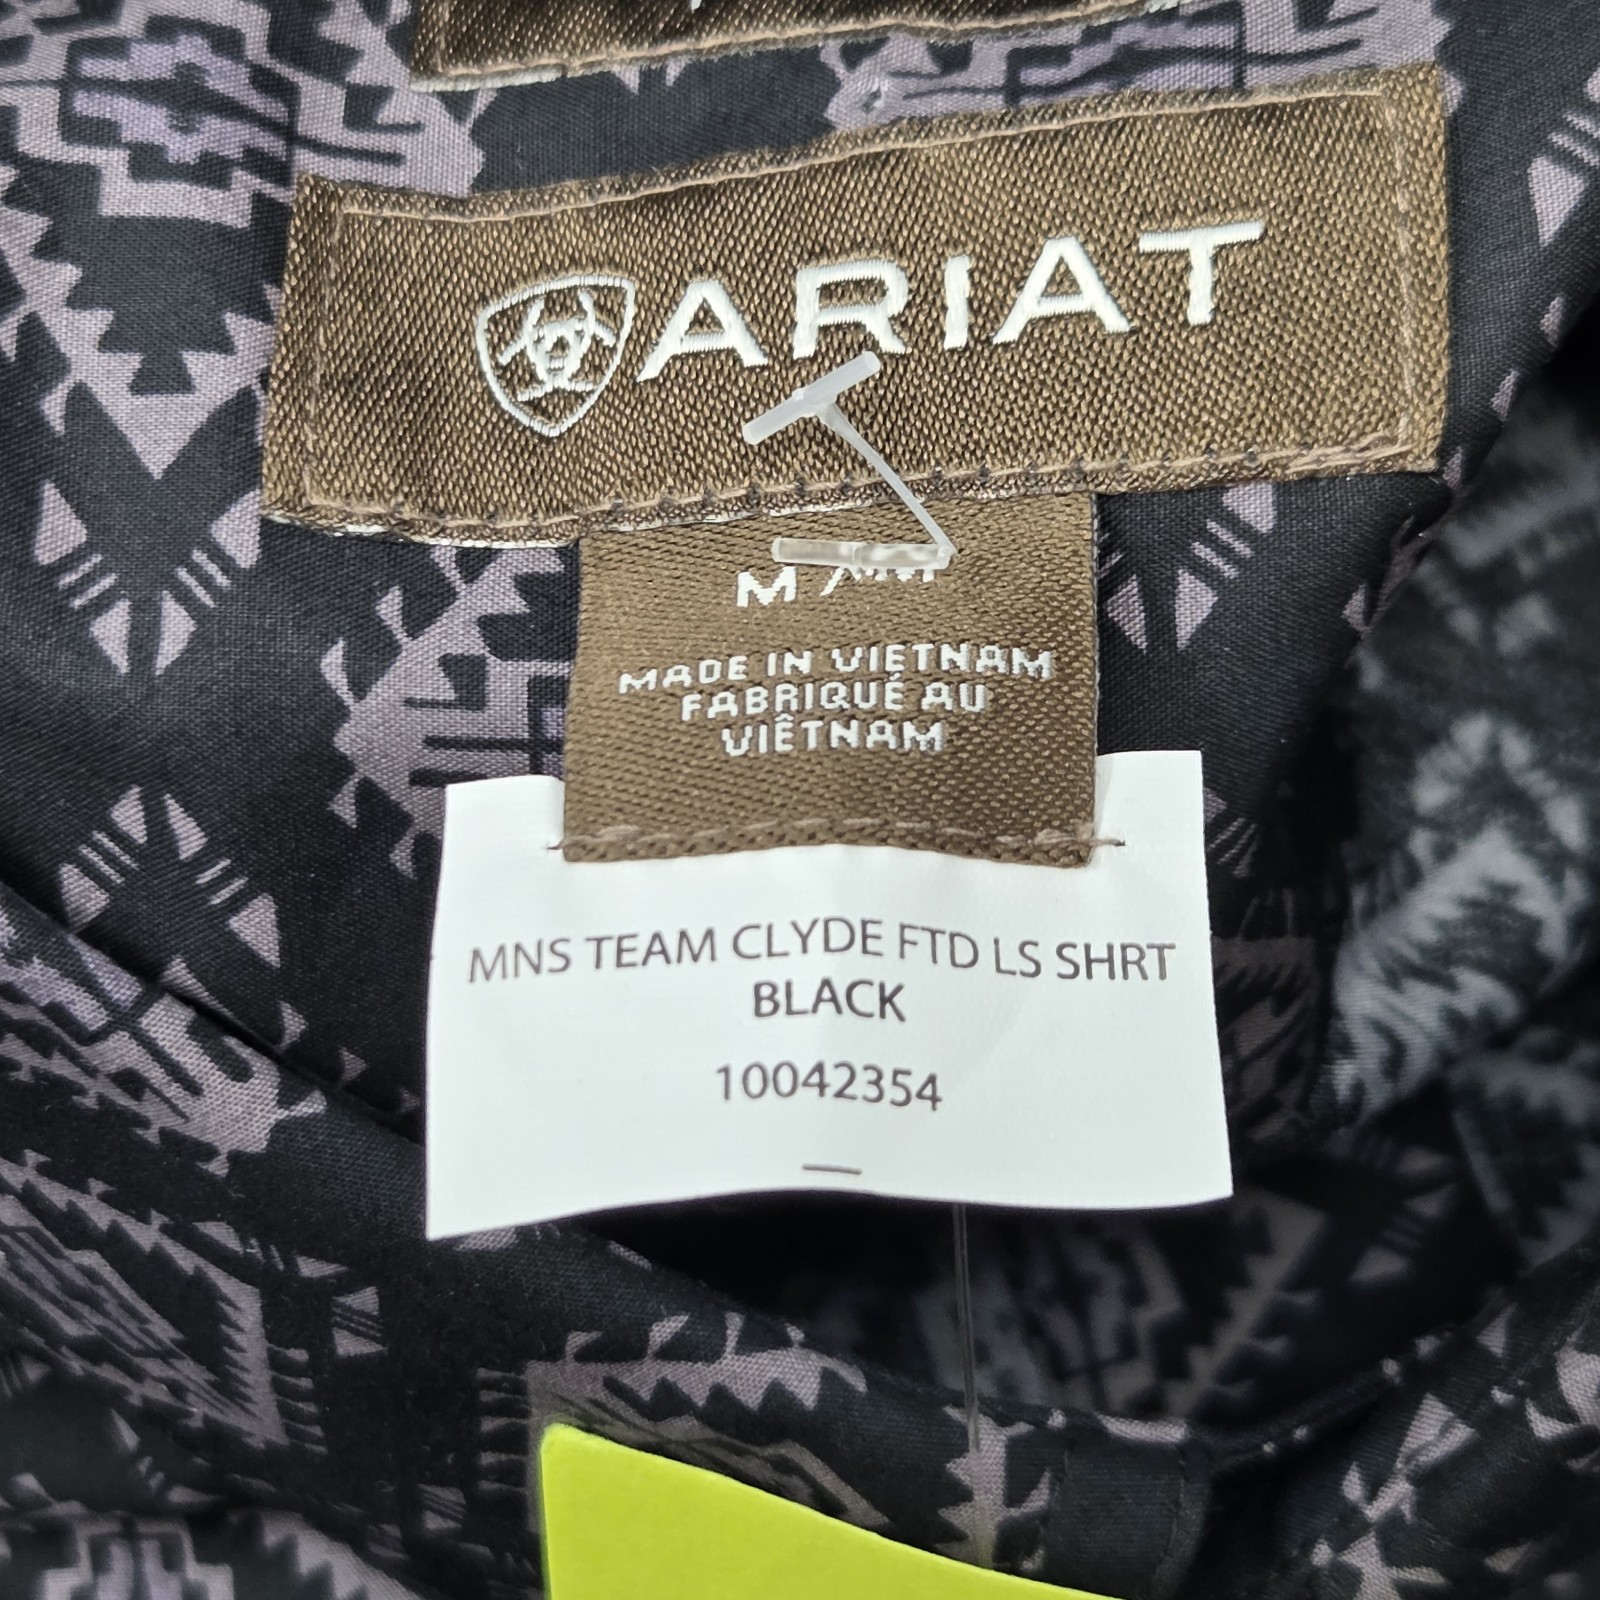 ARIAT
M /
MADE IN VIETNAM
FABRIQUÉ AU
VIÊTNAM
MNS TEAM CLYDE FTD LS SHRT
BLACK
10042354